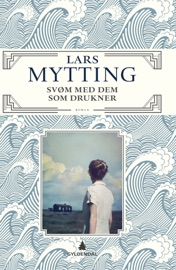 LARS
MYTTING
SVØM MED DEM
SOM DRUKNER
ROMAN
GYLDENDAL